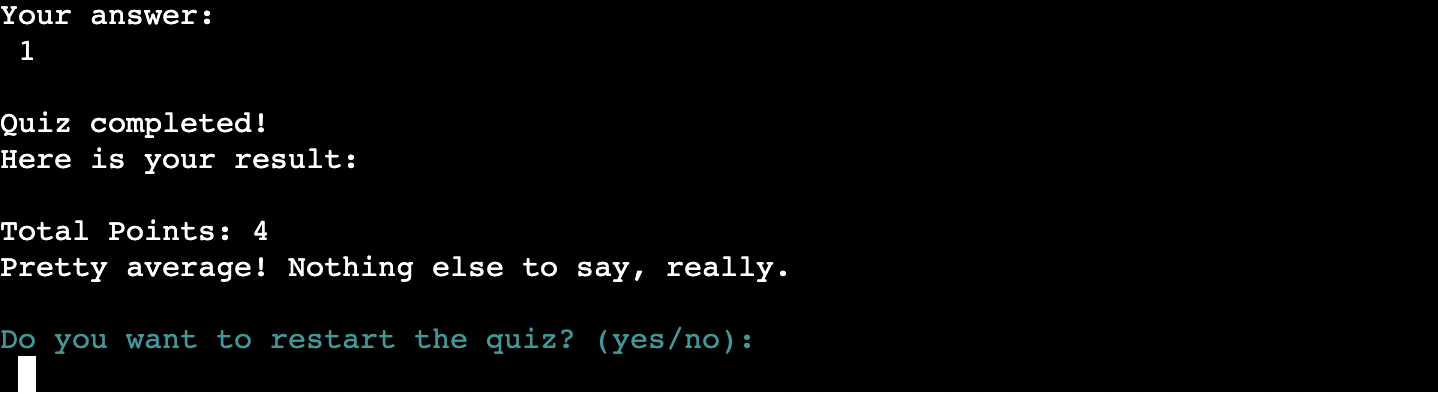 Your answer:
1
Quiz completed!
Here is your result:
Total Points: 4
Pretty average! Nothing else to say, really.
Do you want to restart the quiz? (yes/no):